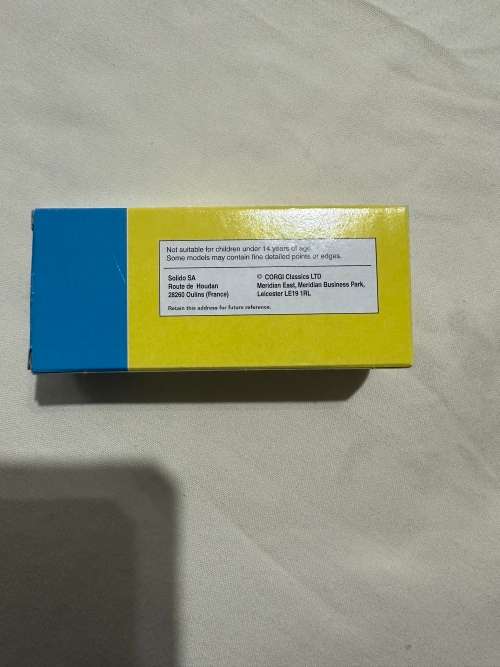 Not suitable for children under 14 years of age.
Some models may contain fine detailed points or edges.
Solido SA
Route de Houdan
28260 Oulins (France)
© CORGI Classics LTD
Meridian East, Meridian Business Park,
Leicester LE19 1RL
Retain this address for future reference.